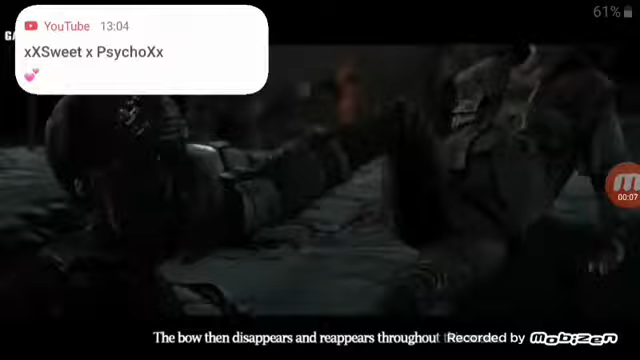 61%
YouTube 13:04
xXSweet x PsychoXx
💕
00:07
The bow then disappears and reappears throughout
Recorded by MOBIZEN